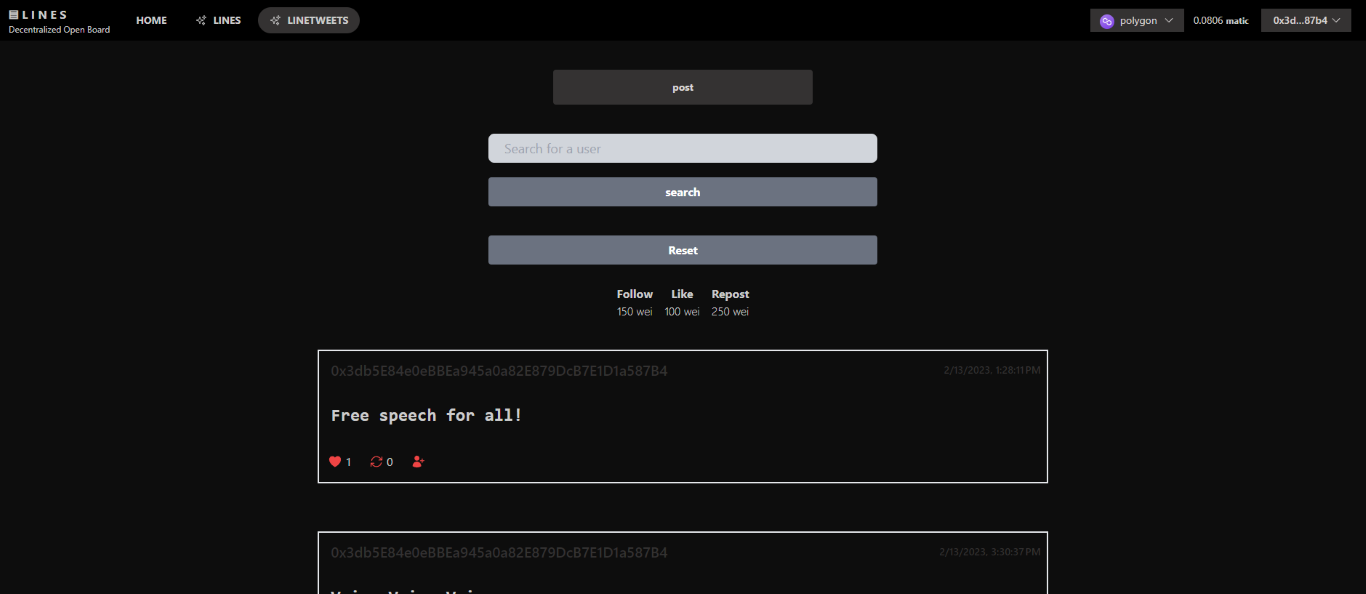 LINES
Decentralized Open Board
HOME
LINES
LINETWEETS
polygon
0.0806 matic
0x3d...87b4
post
Search for a user
search
Reset
Follow Like Repost
150 wei 100 wei 250 wei
0x3db5E84e0eBBEa945a0a82E879DcB7E1D1a587B4
2/13/2023, 1:28:11 PM
Free speech for all!
1 0
0x3db5E84e0eBBEa945a0a82E879DcB7E1D1a587B4
2/13/2023, 3:30:37 PM